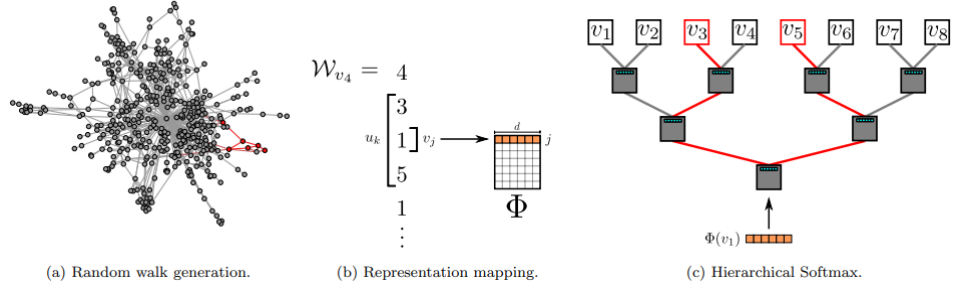 v₁ v₂ v₃ v₄ v₅ v₆ v₇ v₈
𝒲ᵥ₄ = 4
3
uₖ 1 vⱼ d j
5
Φ
1
⋮
Φ(v₁)
(a) Random walk generation. (b) Representation mapping. (c) Hierarchical Softmax.